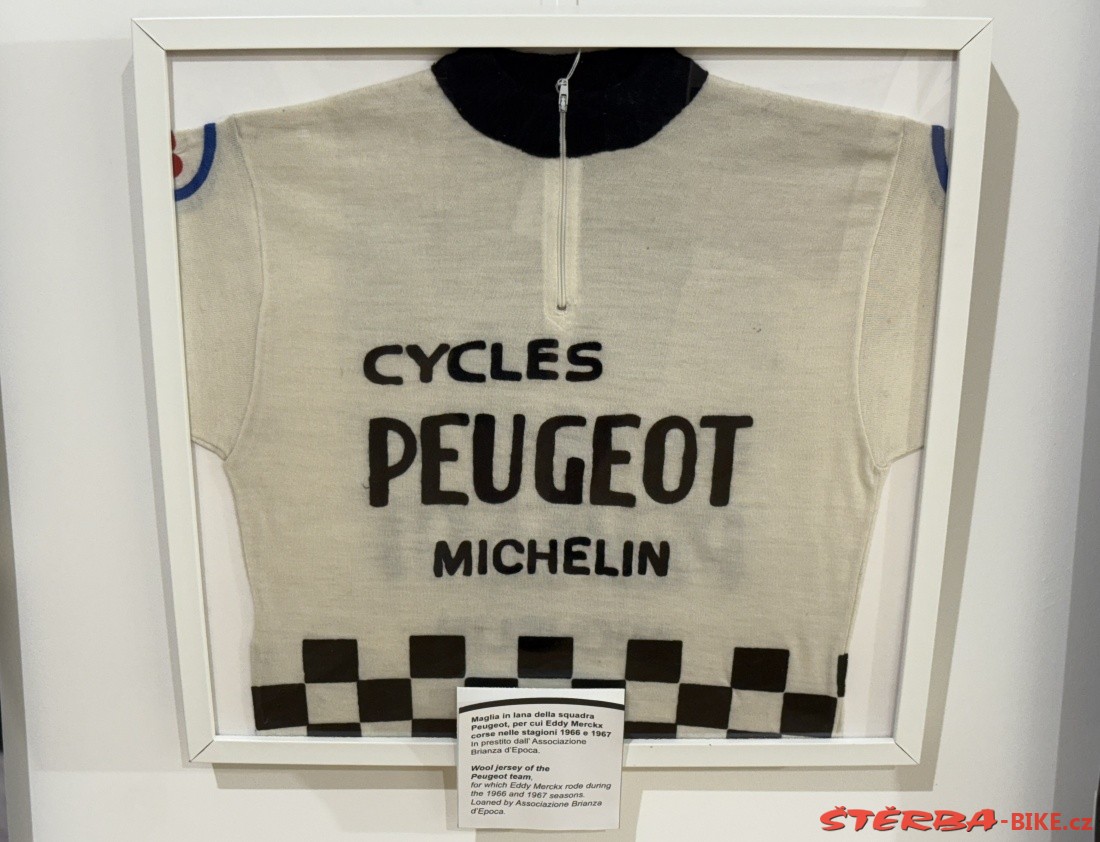 CYCLES
PEUGEOT
MICHELIN
Maglia in lana della squadra
Peugeot, per cui Eddy Merckx
corse nelle stagioni 1966 e 1967
In prestito dall' Associazione
Brianza d'Epoca.
Wool jersey of the
Peugeot team,
for which Eddy Merckx rode during
the 1966 and 1967 seasons.
Loaned by Associazione Brianza
d'Epoca.
ŠTĚRBA-BIKE.cz